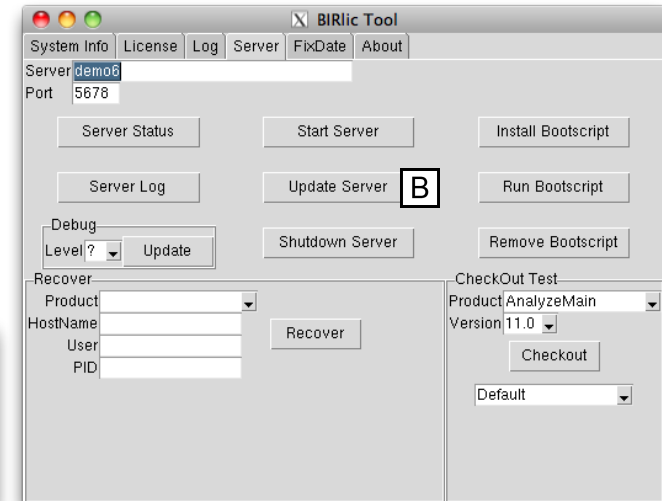 X BIRlic Tool
System Info License Log Server FixDate About
Server demo6
Port 5678
Server Status Start Server Install Bootscript
Server Log Update Server B Run Bootscript
Debug
Level ? Update
Shutdown Server Remove Bootscript
Recover
Product
HostName
User
PID
Recover
CheckOut Test
Product AnalyzeMain
Version 11.0
Checkout
Default